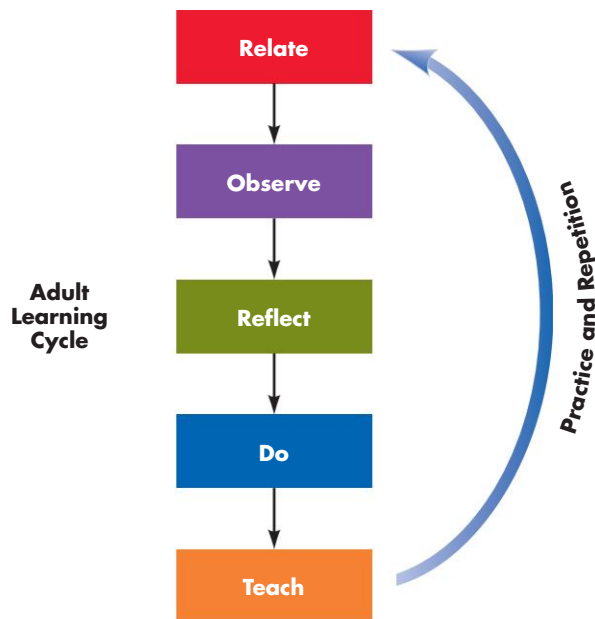 Relate
Observe
Adult
Learning
Cycle
Reflect
Do
Teach
Practice and Repetition